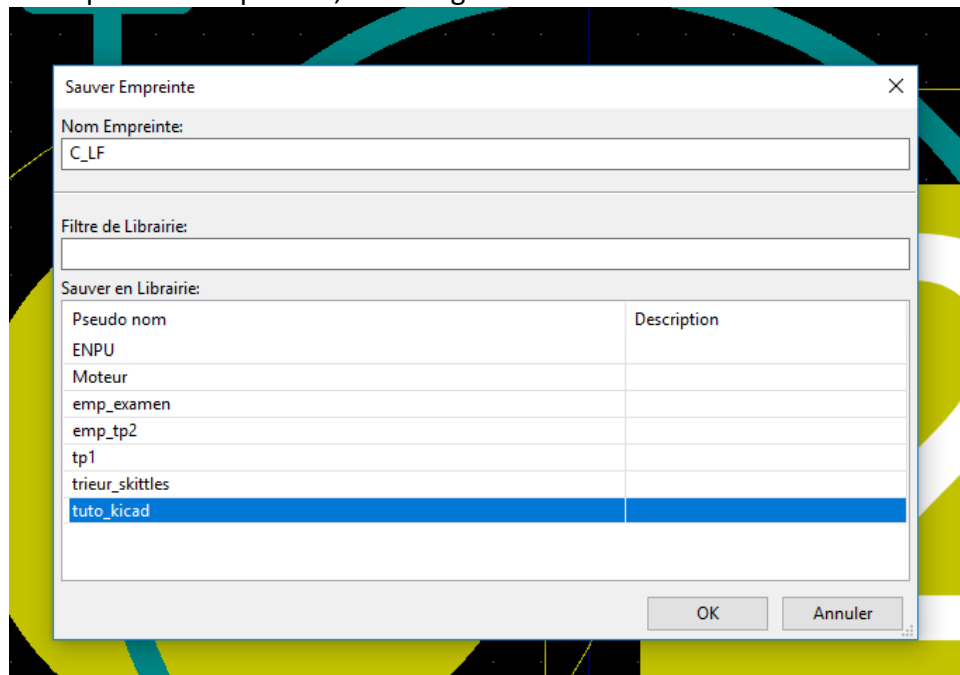 Sauver Empreinte
Nom Empreinte:
C_LF
Filtre de Librairie:
Sauver en Librairie:
Pseudo nom Description
ENPU
Moteur
emp_examen
emp_tp2
tp1
trieur_skittles
tuto_kicad
OK Annuler